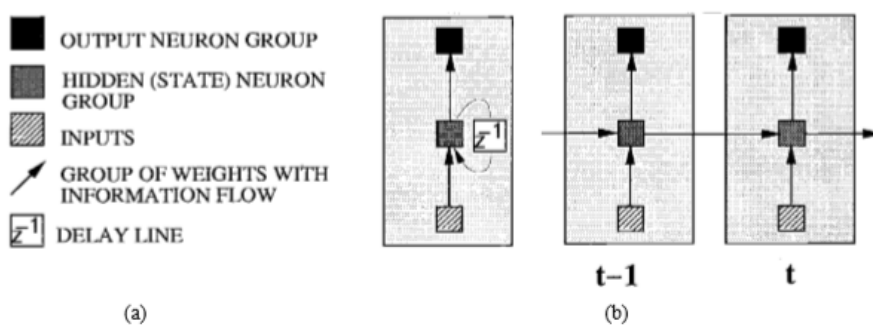 OUTPUT NEURON GROUP
HIDDEN (STATE) NEURON
GROUP
INPUTS
GROUP OF WEIGHTS WITH
INFORMATION FLOW
z⁻¹ DELAY LINE
(a)
z⁻¹
t−1
t
(b)